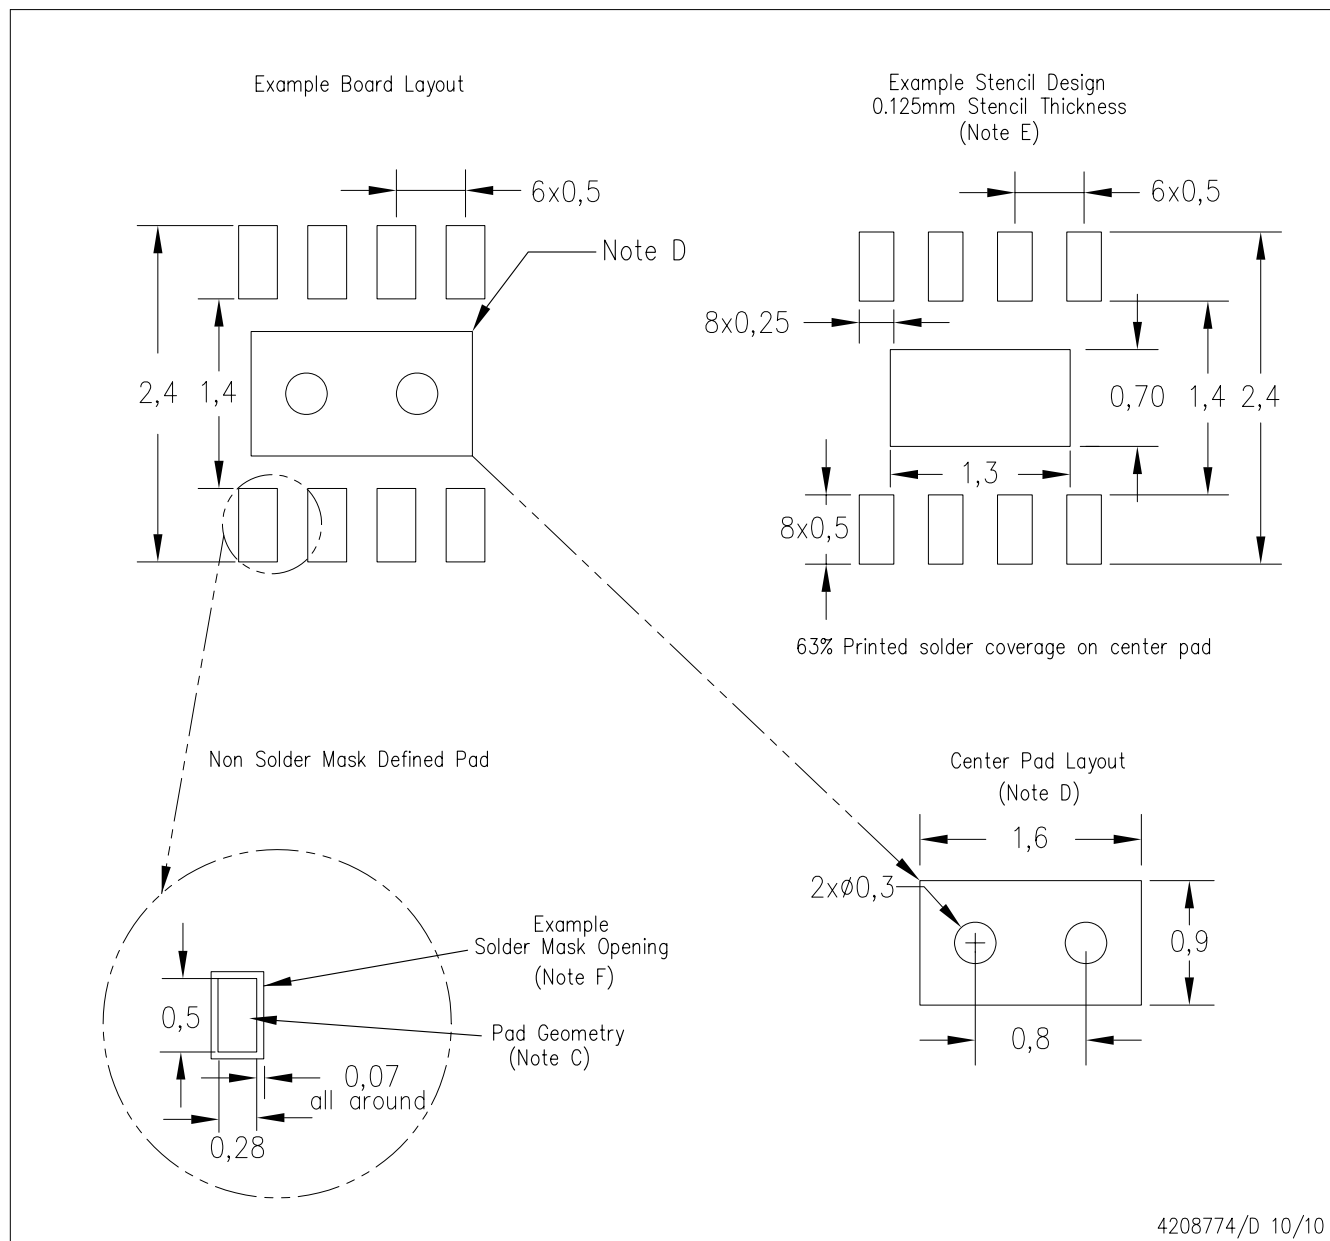 Example Board Layout
6x0,5
Note D
2,4
1,4
Example Stencil Design
0.125mm Stencil Thickness
(Note E)
6x0,5
8x0,25
0,70
1,4
2,4
1,3
8x0,5
63% Printed solder coverage on center pad
Non Solder Mask Defined Pad
Example
Solder Mask Opening
(Note F)
0,5
Pad Geometry
(Note C)
0,07
all around
0,28
Center Pad Layout
(Note D)
1,6
2xø0,3
0,9
0,8
4208774/D 10/10